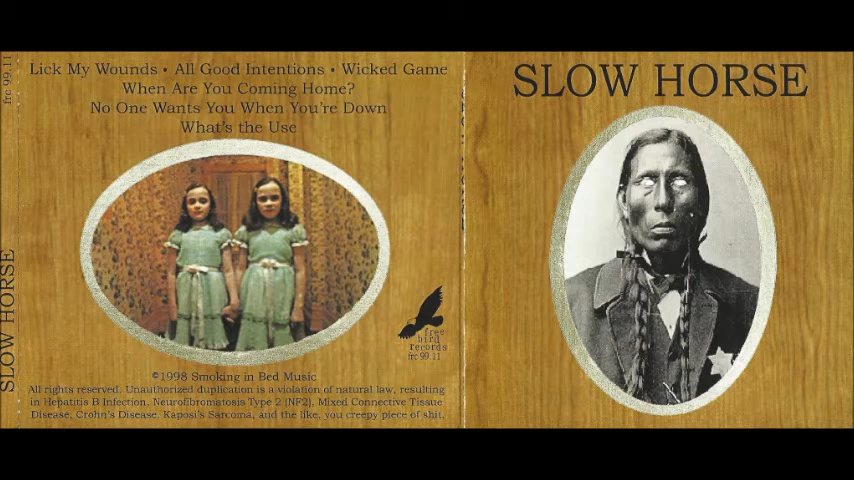 frc 99.11
SLOW HORSE
Lick My Wounds • All Good Intentions • Wicked Game
When Are You Coming Home?
No One Wants You When You're Down
What's the Use
free
bird
records
frc 99.11
©1998 Smoking in Bed Music
All rights reserved. Unauthorized duplication is a violation of natural law, resulting
in Hepatitis B Infection, Neurofibromatosis Type 2 (NF2), Mixed Connective Tissue
Disease, Crohn's Disease, Kaposi's Sarcoma, and the like, you creepy piece of shit.
SLOW HORSE